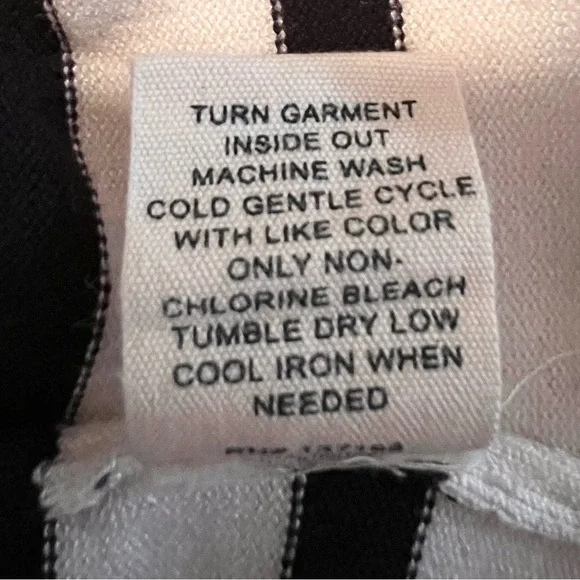 TURN GARMENT
INSIDE OUT
MACHINE WASH
COLD GENTLE CYCLE
WITH LIKE COLOR
ONLY NON-
CHLORINE BLEACH
TUMBLE DRY LOW
COOL IRON WHEN
NEEDED